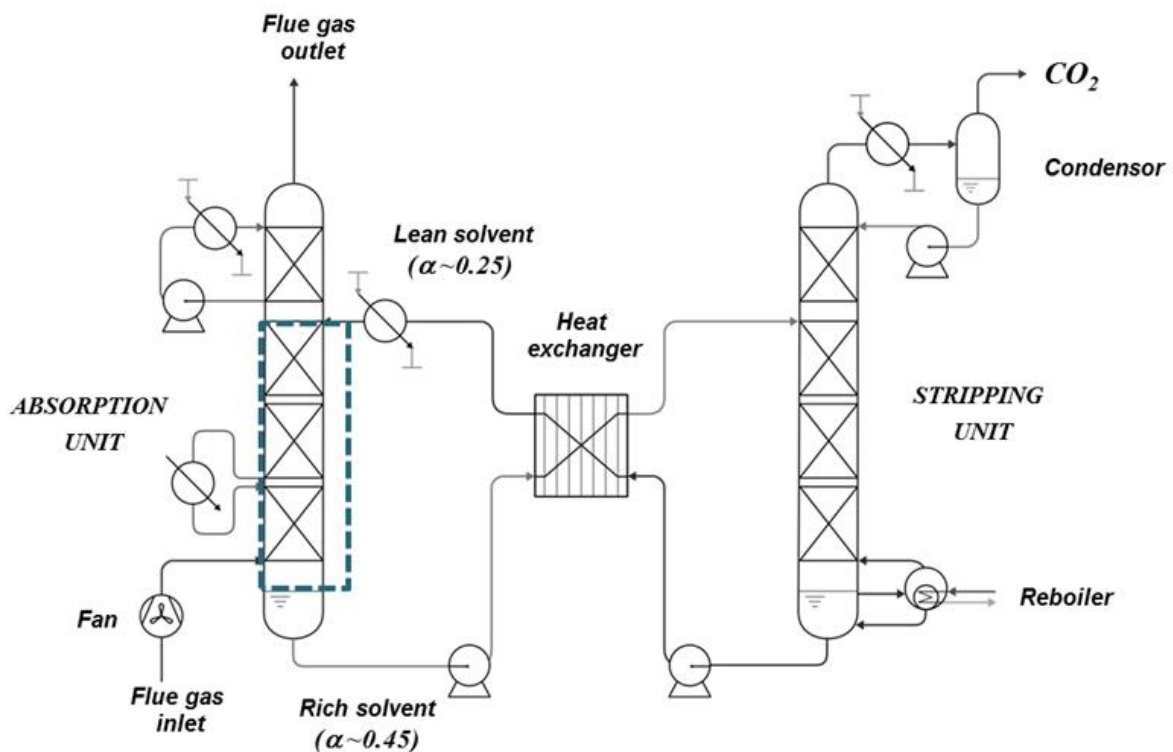 Flue gas
outlet
CO₂
Condensor
Lean solvent
(α~0.25)
Heat
exchanger
ABSORPTION
UNIT
STRIPPING
UNIT
Fan
Reboiler
Flue gas
inlet
Rich solvent
(α~0.45)